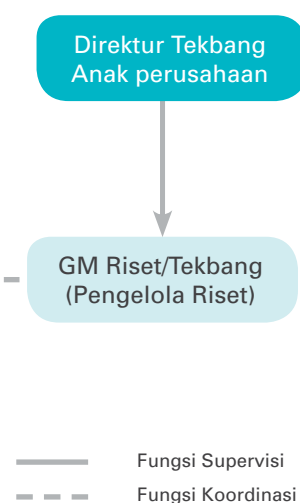 Direktur Tekbang
Anak perusahaan
GM Riset/Tekbang
(Pengelola Riset)
Fungsi Supervisi
Fungsi Koordinasi